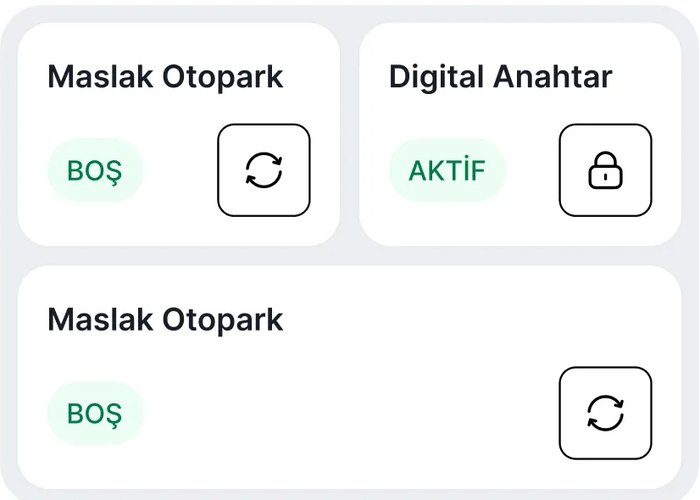 Maslak Otopark
BOŞ
Digital Anahtar
AKTİF
Maslak Otopark
BOŞ